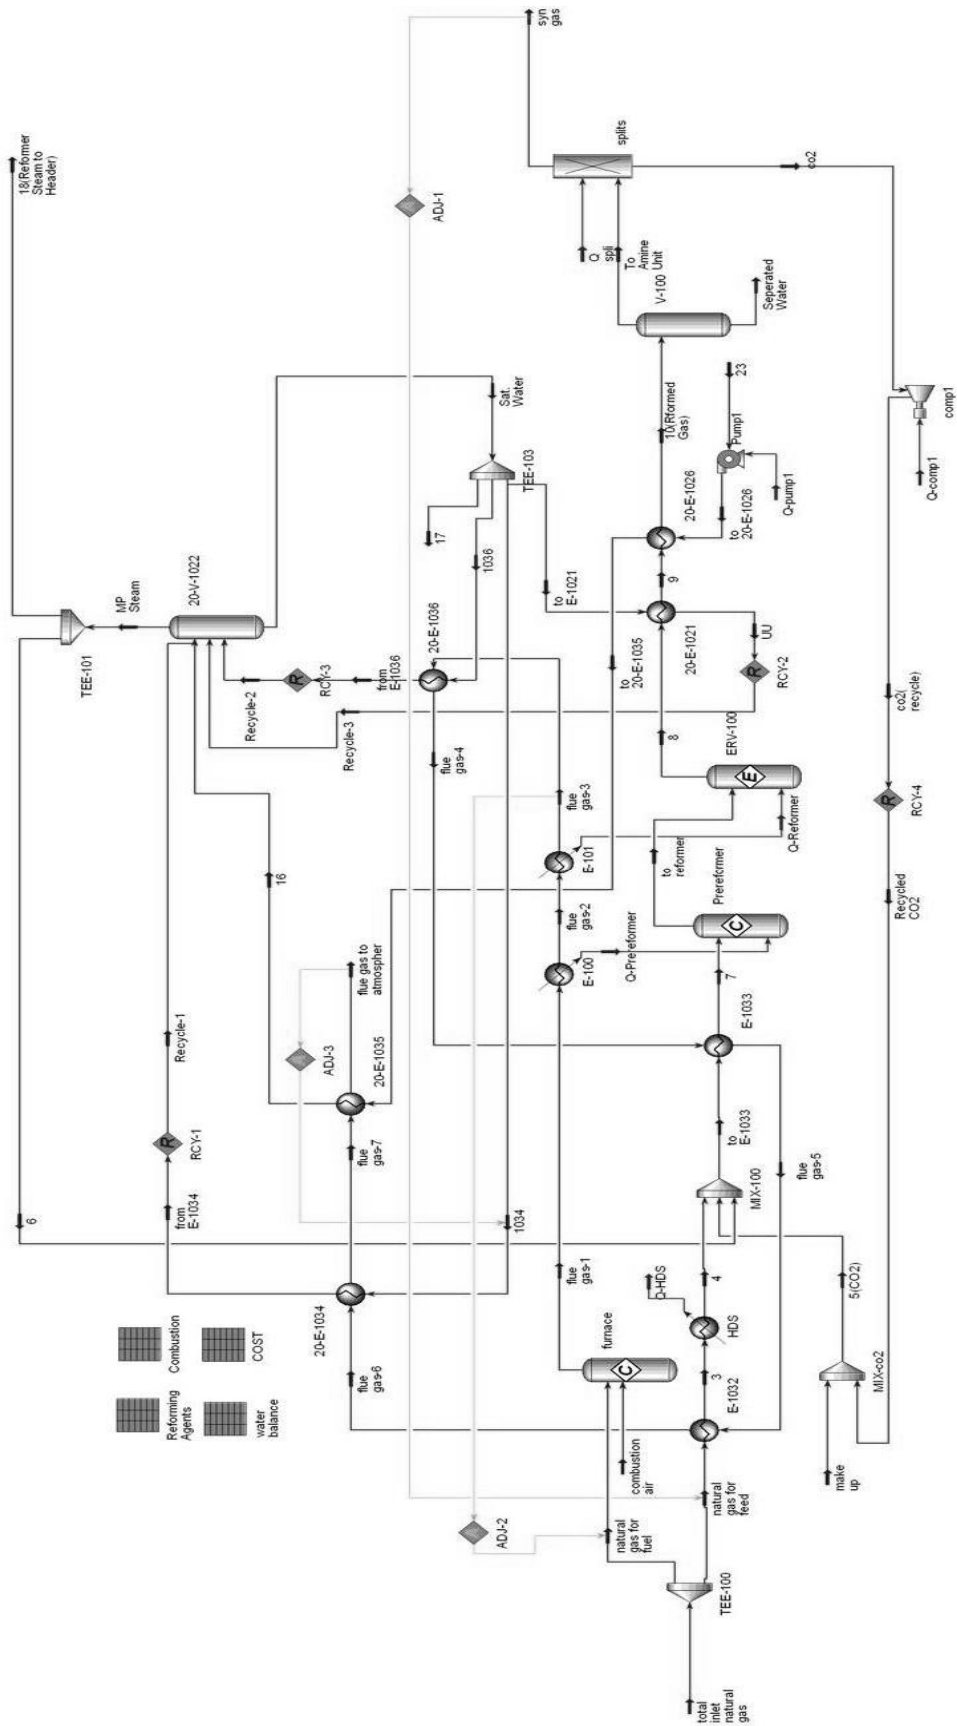 Reforming
Agents
Combustion
water
balance
COST
6
18(Reformer
Steam to
Header)
TEE-101
MP
Steam
from
E-1034
RCY-1
Recycle-1
20-V-1022
16
Recycle-2
RCY-3
Recycle-3
from
E-1036
20-E-1034
flue
gas-6
flue
gas-7
20-E-1035
flue gas to
atmospher
ADJ-3
flue
gas-4
20-E-1036
1036
17
Sat.
Water
TEE-103
ADJ-1
syn
gas
1034
ADJ-2
flue
gas-1
E-100
flue
gas-2
E-101
flue
gas-3
to
E-1021
natural
gas for
fuel
combustion
air
C
furnace
Q-HDS
Q-Prereformer
to
20-E-1035
Q
spli
splits
To
Amine
Unit
total
inlet
natural
gas
TEE-100
natural
gas for
feed
E-1032
3
HDS
4
MIX-100
to
E-1033
E-1033
7
C
Prereformer
to
reformer
E
ERV-100
8
20-E-1021
9
20-E-1026
10(Rformed
Gas)
V-100
UU
RCY-2
to
20-E-1026
Pump1
23
Q-pump1
Seperated
Water
Q-Reformer
flue
gas-5
co2
make
up
MIX-co2
5(CO2)
Recycled
CO2
RCY-4
co2(
recycle)
Q-comp1
comp1